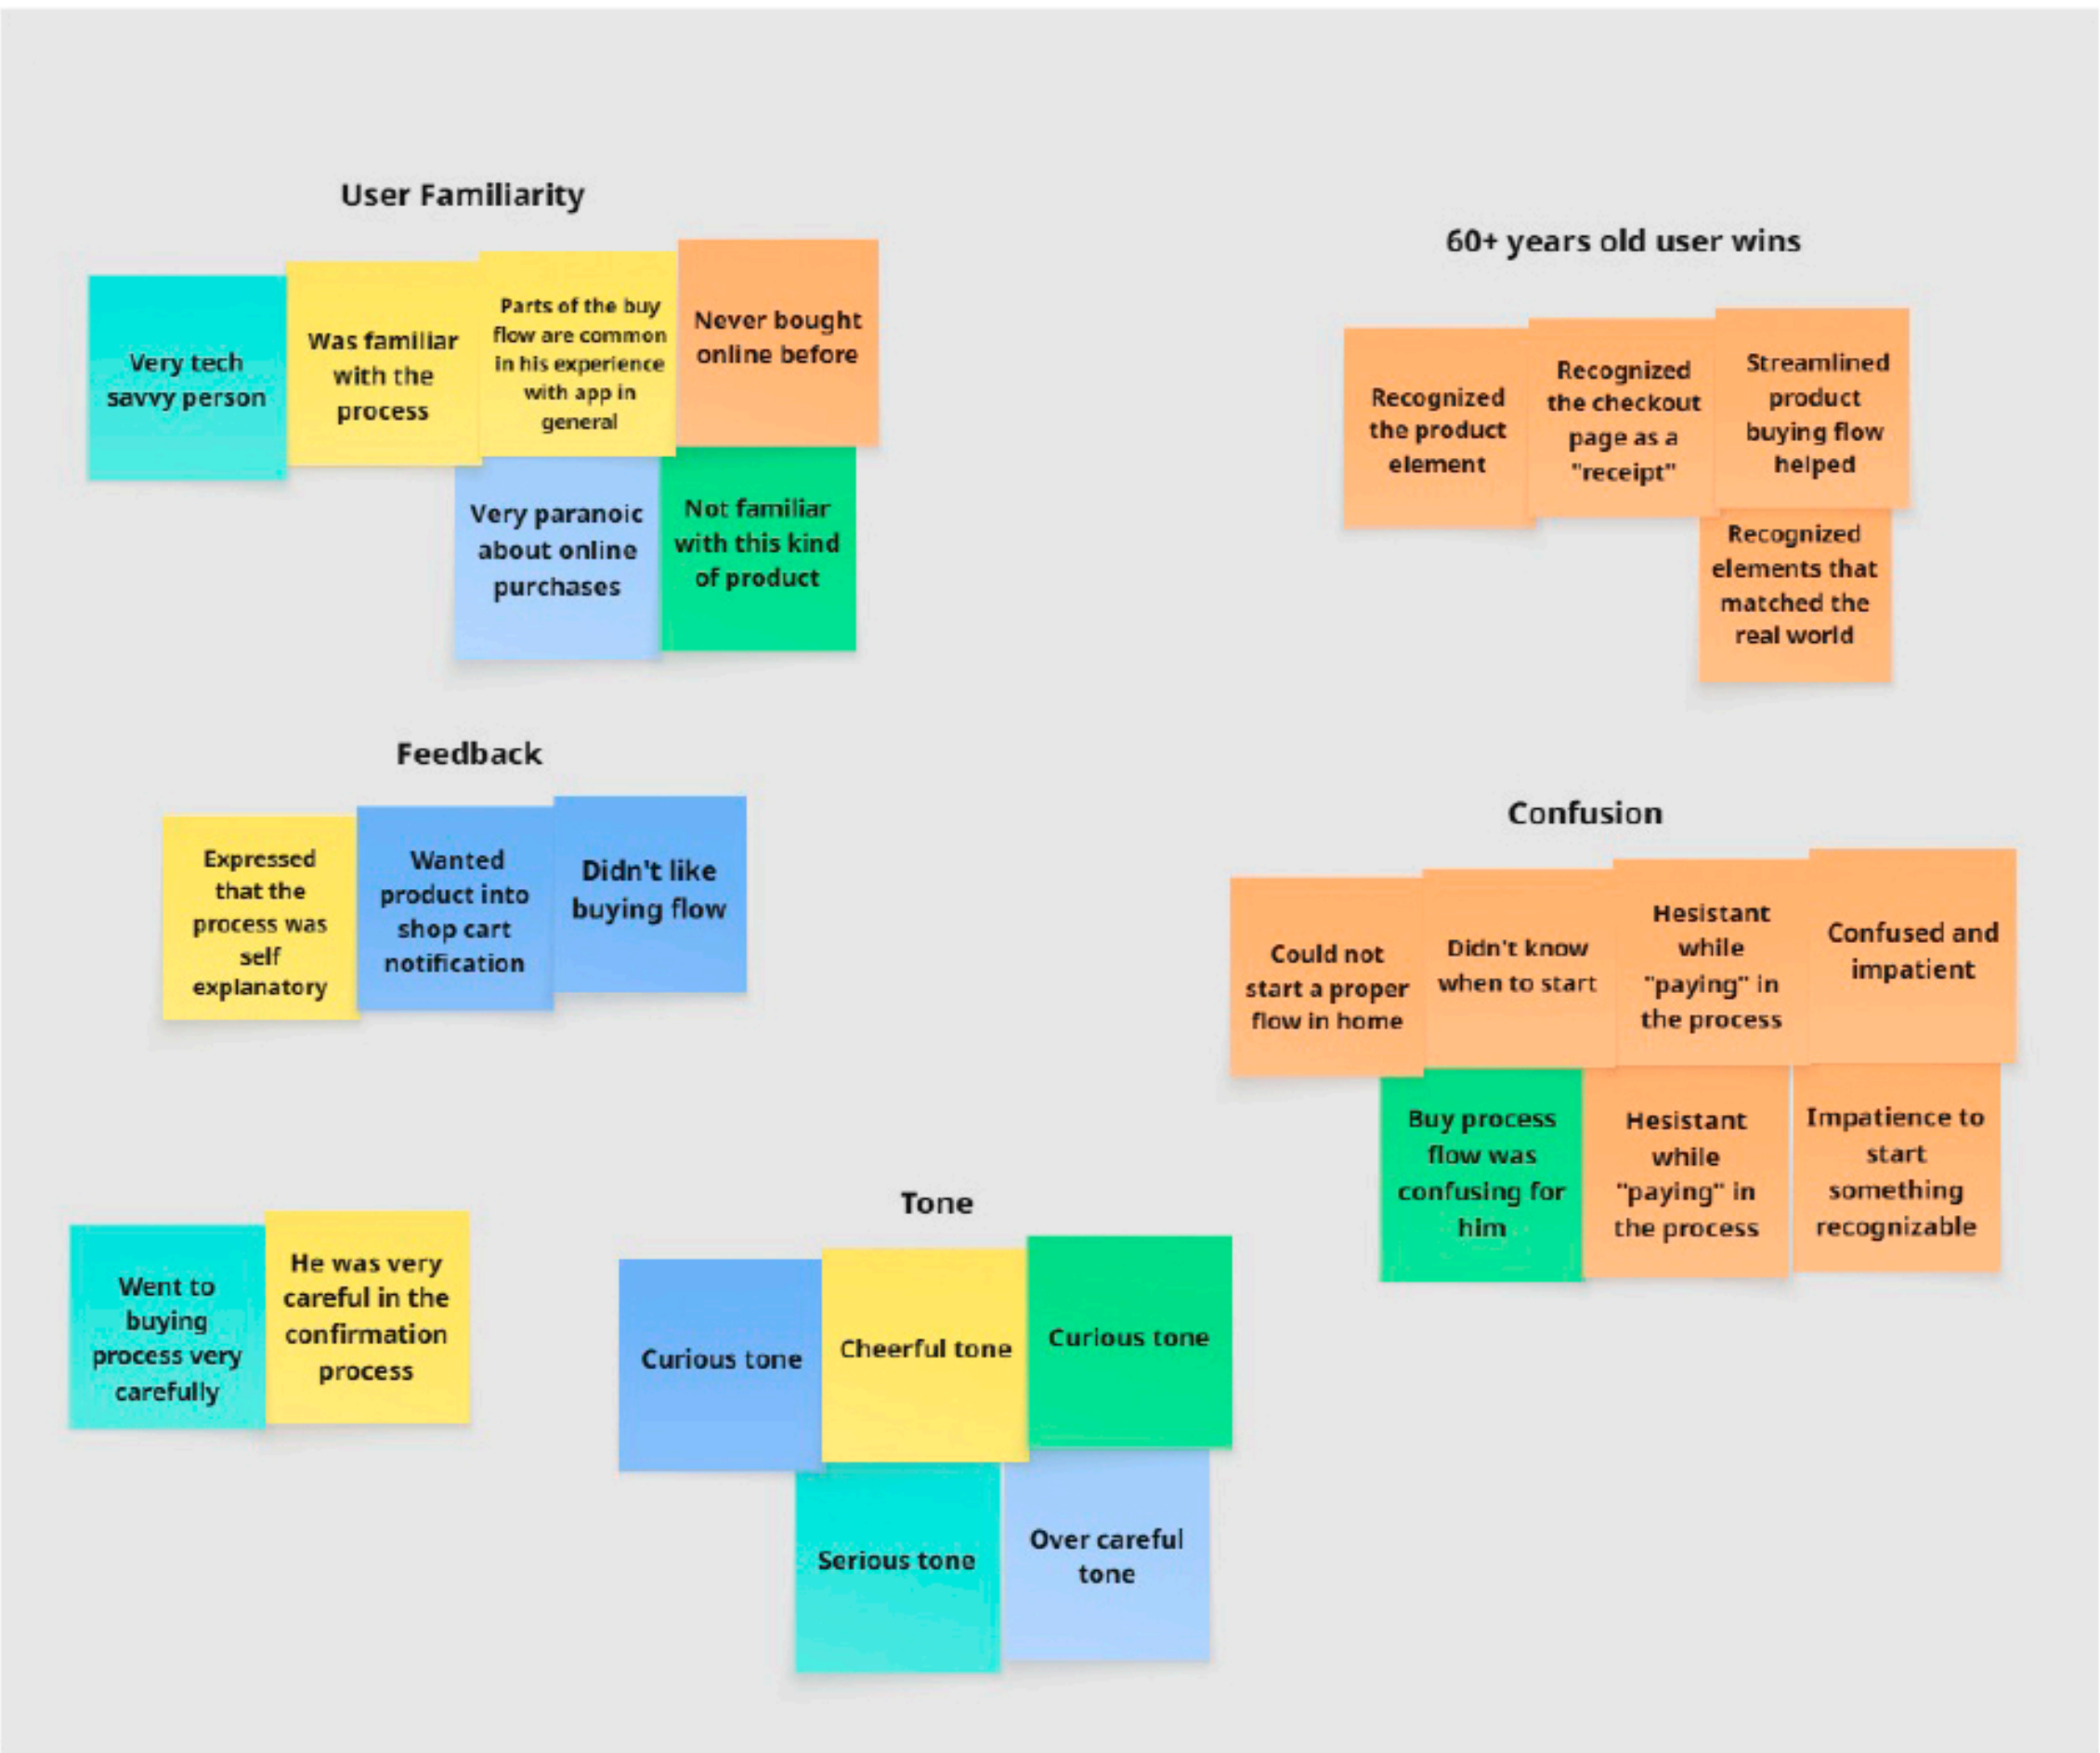 User Familiarity
Very tech
savvy person
Was familiar
with the
process
Parts of the buy
flow are common
in his experience
with app in
general
Never bought
online before
Very paranoic
about online
purchases
Not familiar
with this kind
of product
60+ years old user wins
Recognized
the product
element
Recognized
the checkout
page as a
"receipt"
Streamlined
product
buying flow
helped
Recognized
elements that
matched the
real world
Feedback
Expressed
that the
process was
self
explanatory
Wanted
product into
shop cart
notification
Didn't like
buying flow
Confusion
Could not
start a proper
flow in home
Didn't know
when to start
Hesistant
while
"paying" in
the process
Confused and
impatient
Buy process
flow was
confusing for
him
Hesistant
while
"paying" in
the process
Impatience to
start
something
recognizable
Went to
buying
process very
carefully
He was very
careful in the
confirmation
process
Tone
Curious tone
Cheerful tone
Curious tone
Serious tone
Over careful
tone